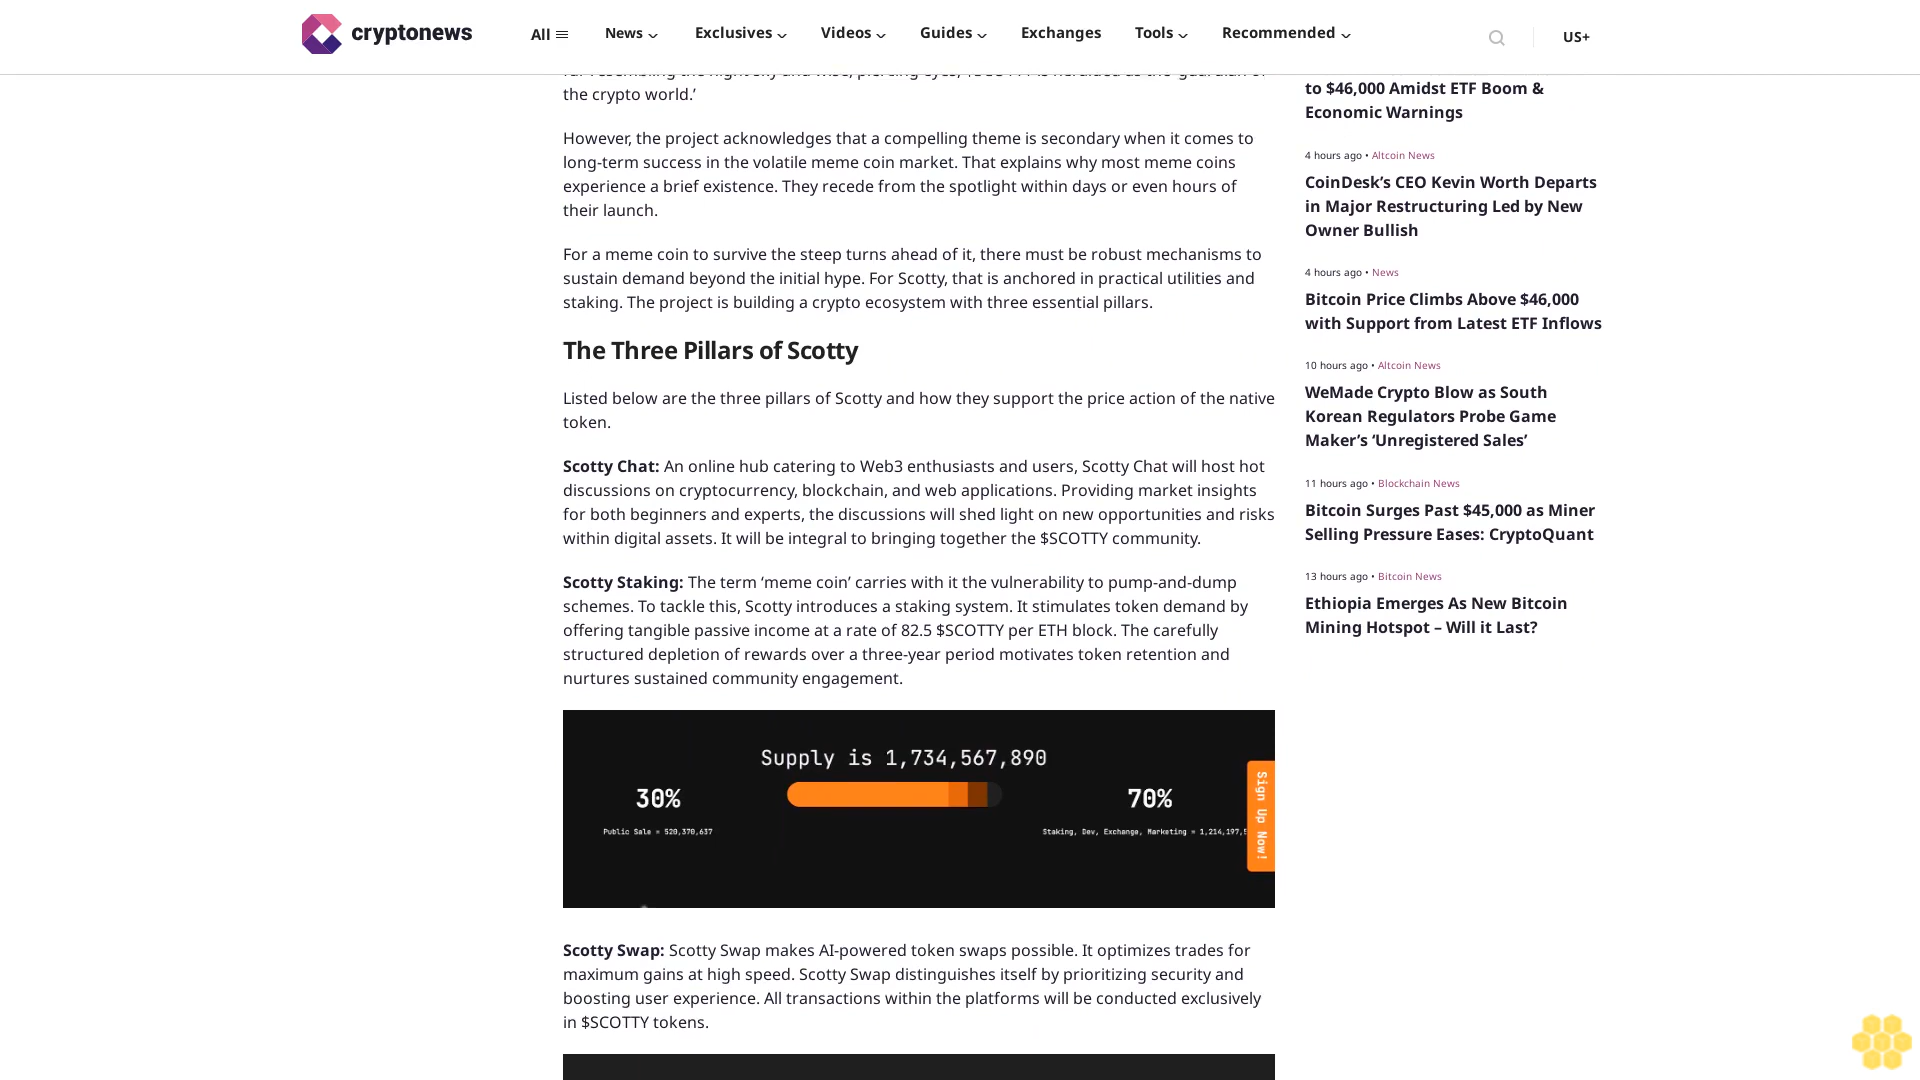 cryptonews
All
News
Exclusives
Videos
Guides
Exchanges
Tools
Recommended
US+
the crypto world.’
However, the project acknowledges that a compelling theme is secondary when it comes to
long-term success in the volatile meme coin market. That explains why most meme coins
experience a brief existence. They recede from the spotlight within days or even hours of
their launch.
For a meme coin to survive the steep turns ahead of it, there must be robust mechanisms to
sustain demand beyond the initial hype. For Scotty, that is anchored in practical utilities and
staking. The project is building a crypto ecosystem with three essential pillars.
The Three Pillars of Scotty
Listed below are the three pillars of Scotty and how they support the price action of the native
token.
Scotty Chat: An online hub catering to Web3 enthusiasts and users, Scotty Chat will host hot
discussions on cryptocurrency, blockchain, and web applications. Providing market insights
for both beginners and experts, the discussions will shed light on new opportunities and risks
within digital assets. It will be integral to bringing together the $SCOTTY community.
Scotty Staking: The term ‘meme coin’ carries with it the vulnerability to pump-and-dump
schemes. To tackle this, Scotty introduces a staking system. It stimulates token demand by
offering tangible passive income at a rate of 82.5 $SCOTTY per ETH block. The carefully
structured depletion of rewards over a three-year period motivates token retention and
nurtures sustained community engagement.
Supply is 1,734,567,890
30%
Public Sale = 520,370,637
70%
Staking, Dev, Exchange, Marketing = 1,214,197,5
Sign Up Now!
Scotty Swap: Scotty Swap makes AI-powered token swaps possible. It optimizes trades for
maximum gains at high speed. Scotty Swap distinguishes itself by prioritizing security and
boosting user experience. All transactions within the platforms will be conducted exclusively
in $SCOTTY tokens.
to $46,000 Amidst ETF Boom &
Economic Warnings
4 hours ago • Altcoin News
CoinDesk’s CEO Kevin Worth Departs
in Major Restructuring Led by New
Owner Bullish
4 hours ago • News
Bitcoin Price Climbs Above $46,000
with Support from Latest ETF Inflows
10 hours ago • Altcoin News
WeMade Crypto Blow as South
Korean Regulators Probe Game
Maker’s ‘Unregistered Sales’
11 hours ago • Blockchain News
Bitcoin Surges Past $45,000 as Miner
Selling Pressure Eases: CryptoQuant
13 hours ago • Bitcoin News
Ethiopia Emerges As New Bitcoin
Mining Hotspot – Will it Last?